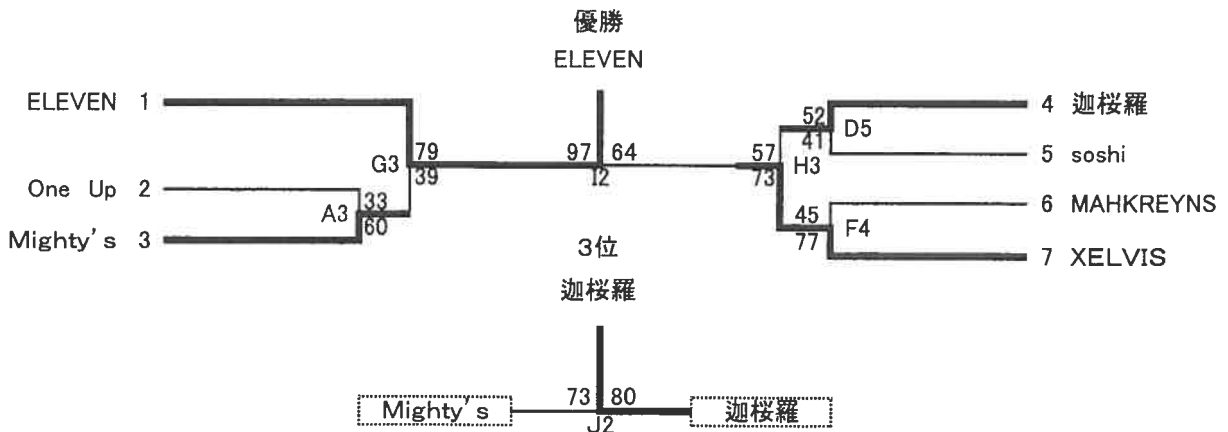 優勝
ELEVEN
ELEVEN 1
4 迦桜羅
52
D5
41
5 soshi
79
G3
39
97 64
I2
57
H3
73
One Up 2
33
A3
60
Mighty's 3
6 MAHKREYNS
45
F4
77
7 XELVIS
3位
迦桜羅
73 80
Mighty's
迦桜羅
J2